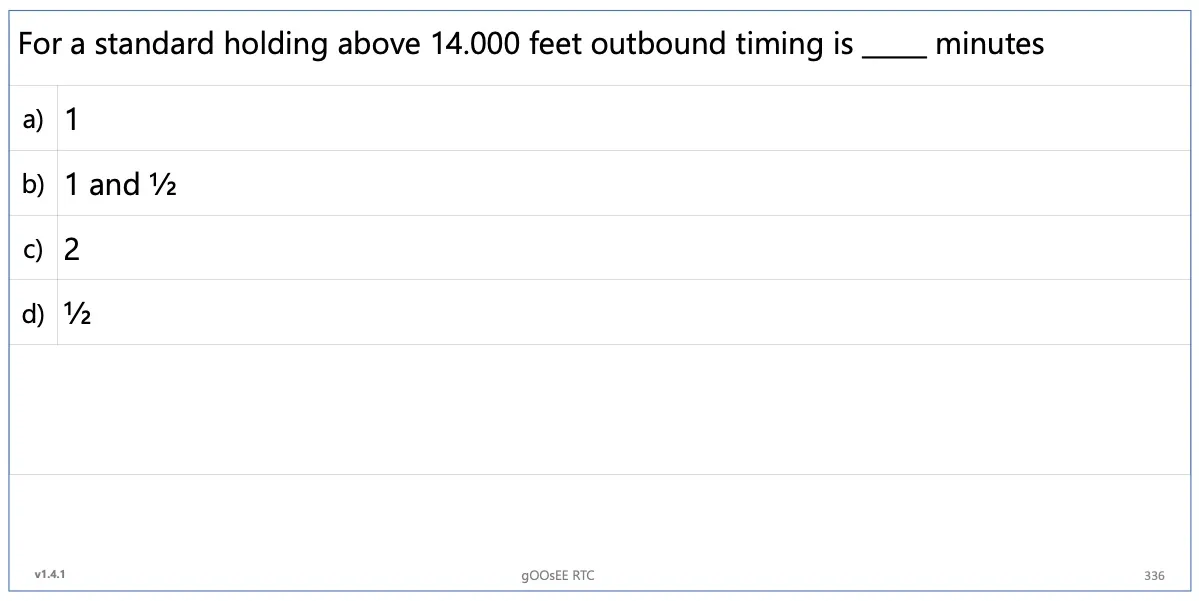 For a standard holding above 14.000 feet outbound timing is _____ minutes
a) 1
b) 1 and ½
c) 2
d) ½
v1.4.1 gOOsEE RTC 336